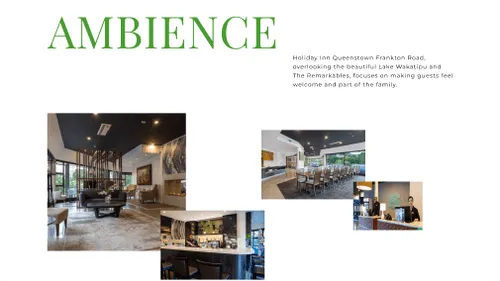 AMBIENCE
Holiday Inn Queenstown Frankton Road,
overlooking the beautiful Lake Wakatipu and
The Remarkables, focuses on making guests feel
welcome and part of the family.